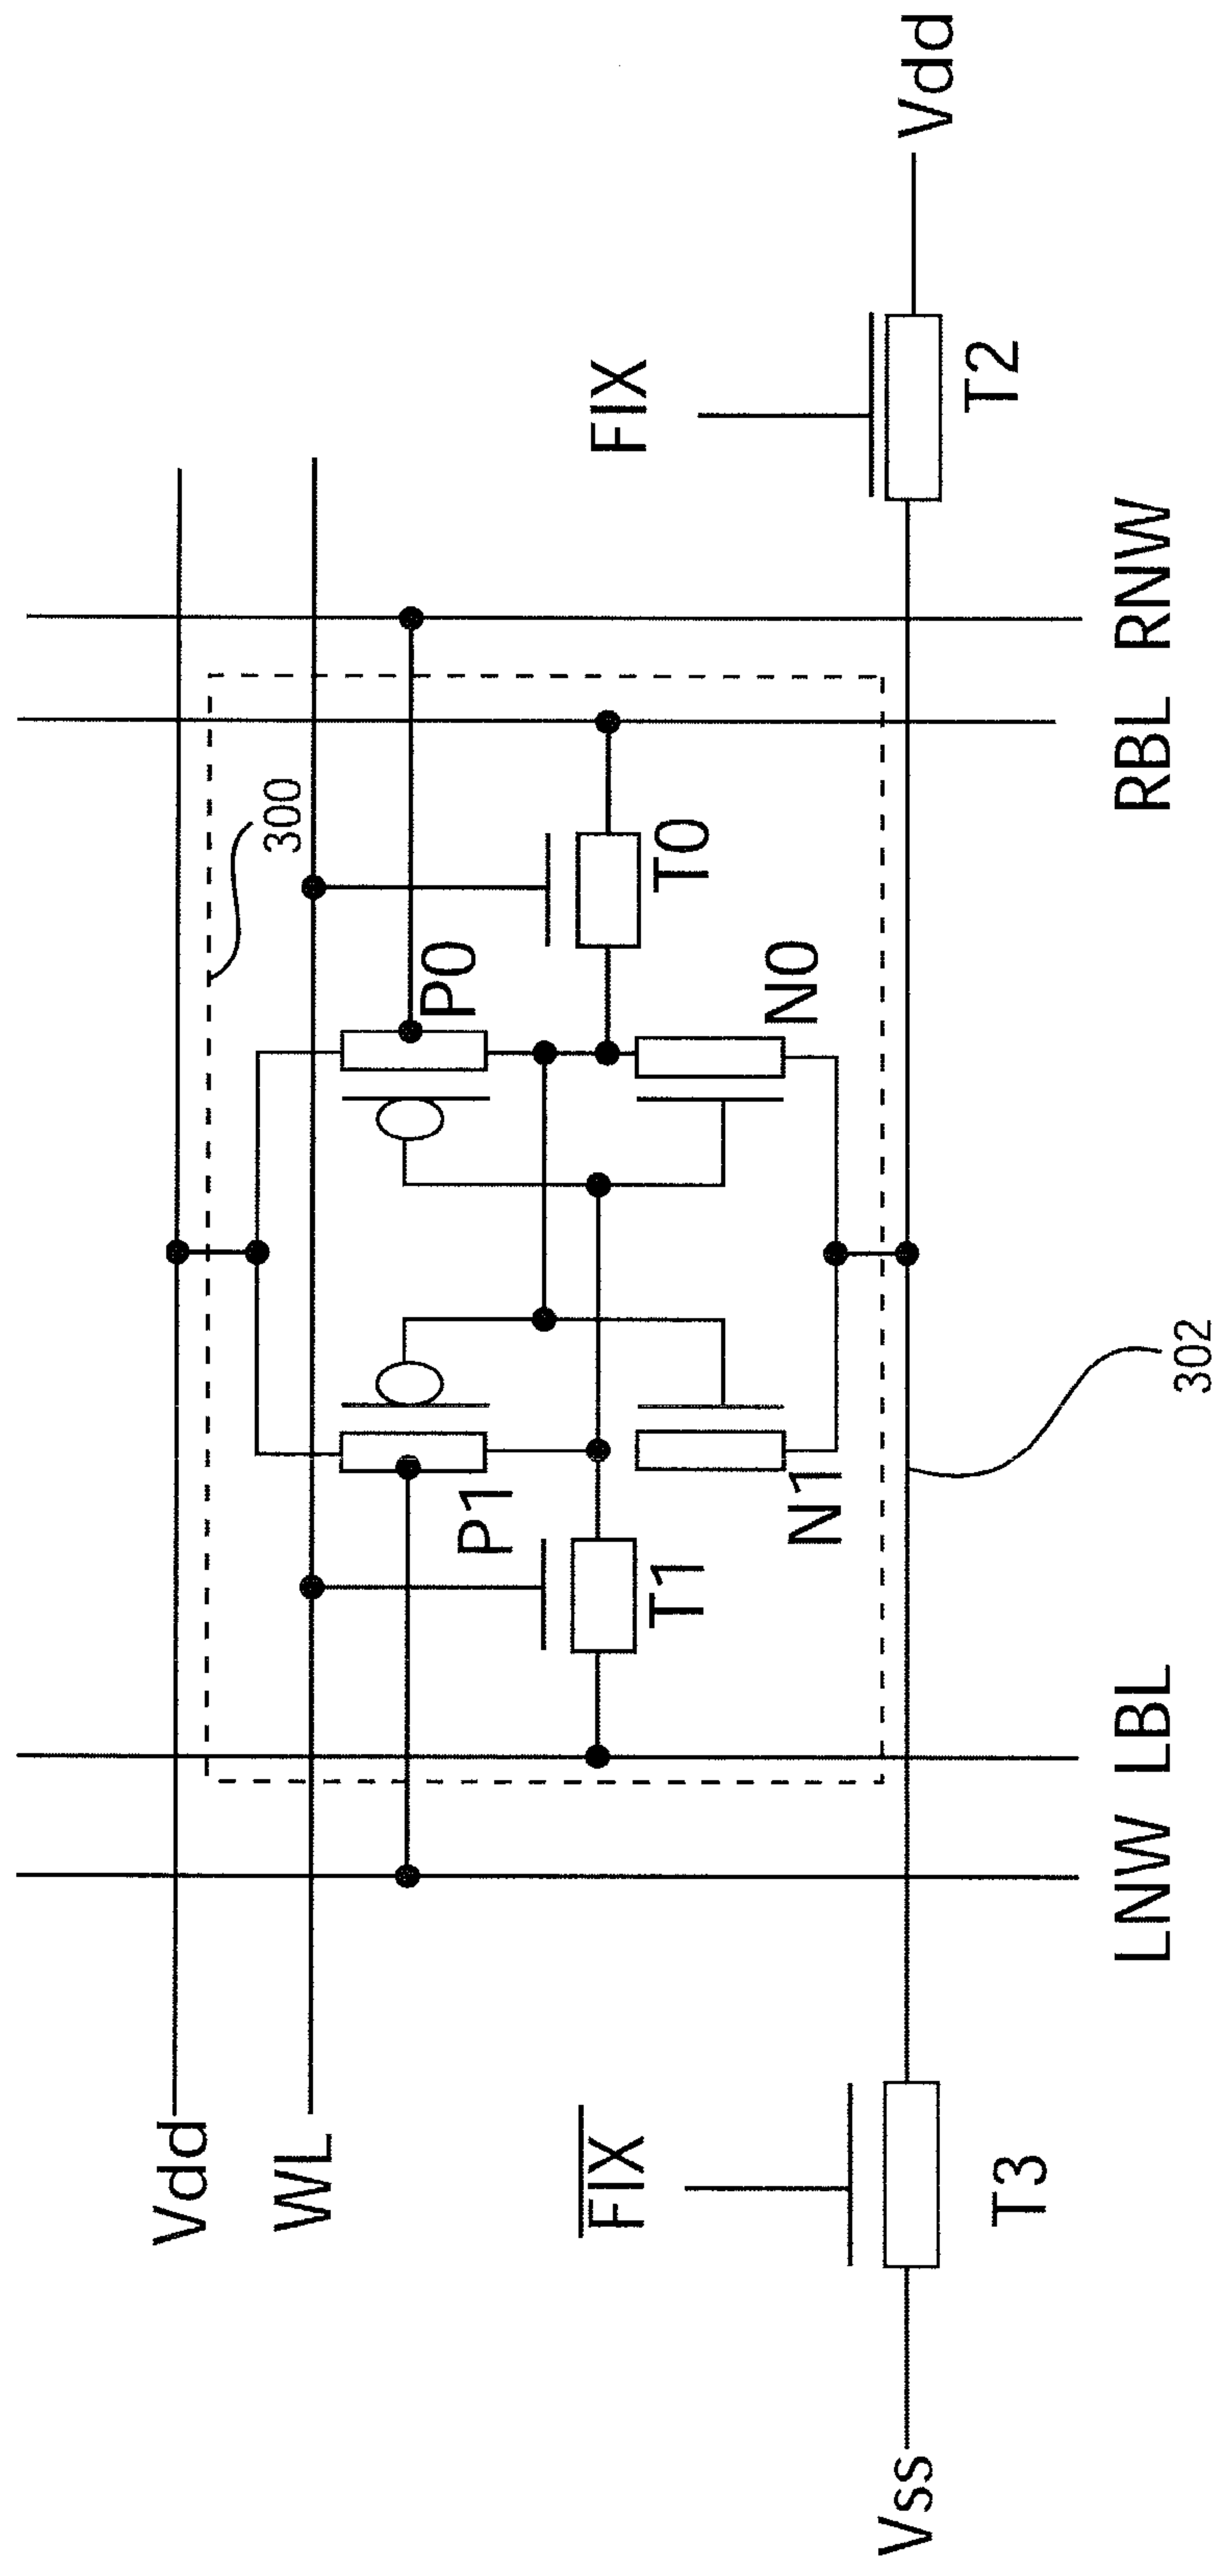 Vdd
WL
300
P1
P0
T1
T0
N1
N0
F̅I̅X̅
FIX
T3
T2
Vss
Vdd
302
LNW
LBL
RBL
RNW